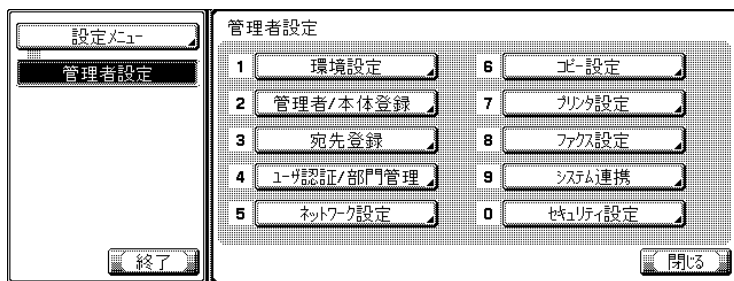 設定メニュー
管理者設定
終了
管理者設定
1 環境設定
2 管理者/本体登録
3 宛先登録
4 ユーザ認証/部門管理
5 ネットワーク設定
6 コピー設定
7 プリンタ設定
8 ファクス設定
9 システム連携
0 セキュリティ設定
閉じる